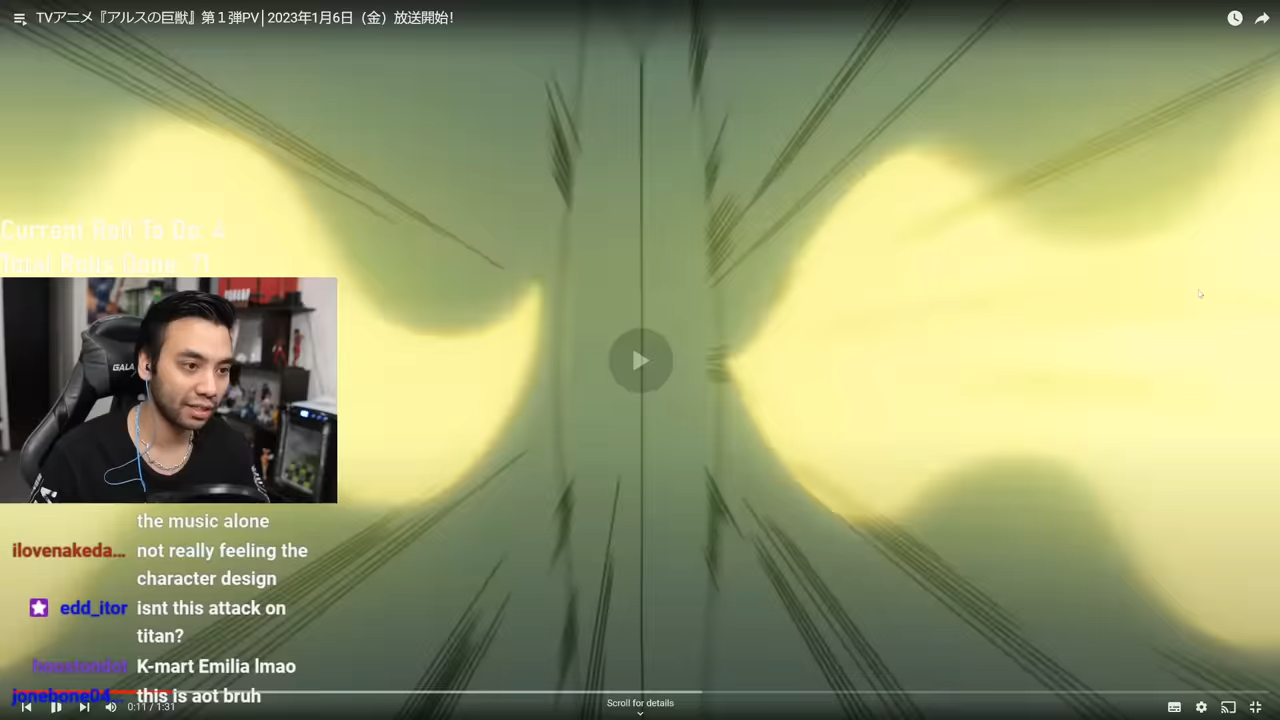 TVアニメ『アルスの巨獣』第１弾PV│2023年1月6日（金）放送開始！
Current Roll To Do: 4
Total Rolls Done: 71
GALA
the music alone
ilovenakeda... not really feeling the
character design
edd_itor isnt this attack on
titan?
K-mart Emilia lmao
jonebone04... this is aot bruh
0:11 / 1:31
Scroll for details